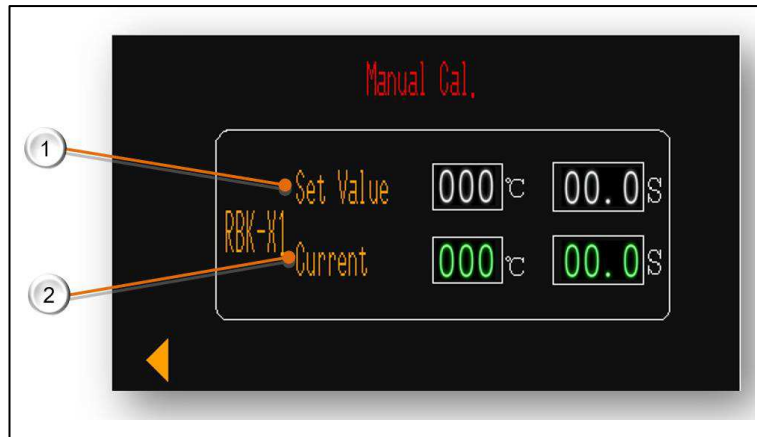 Manual Cal.
1
Set Value 000 ℃ 00.0 S
RBK-X1
2
Current 000 ℃ 00.0 S